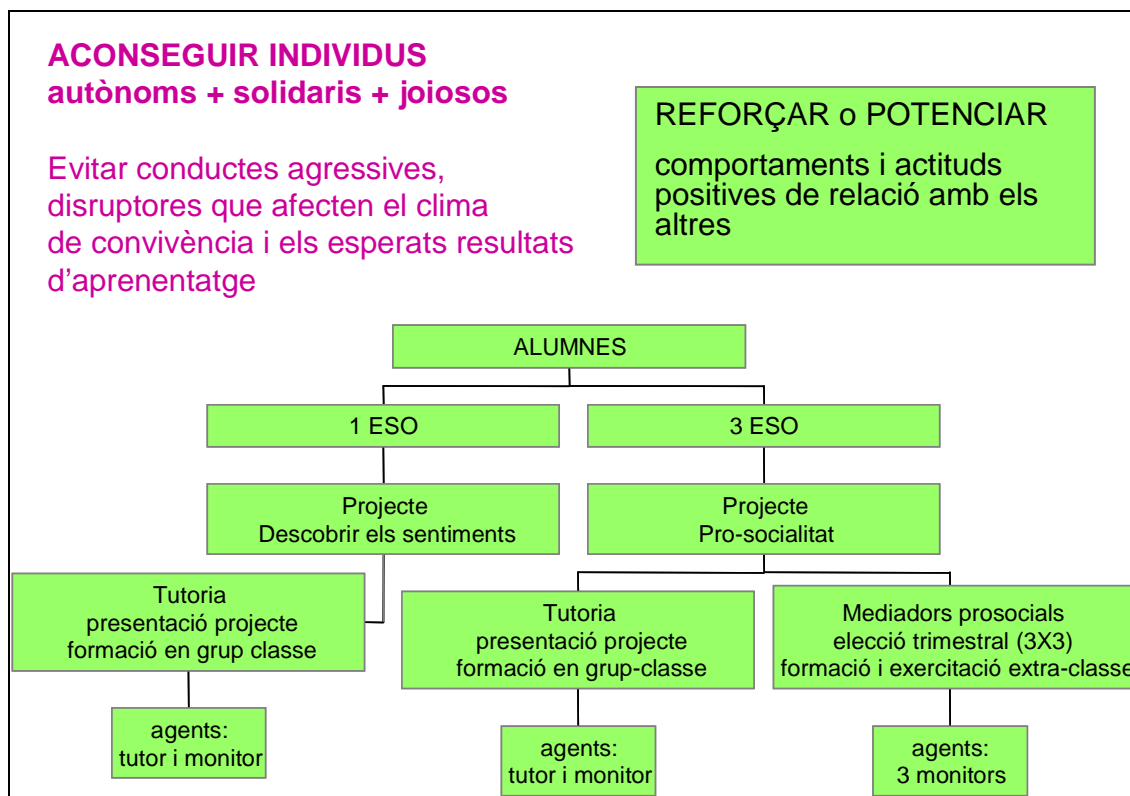 ACONSEGUIR INDIVIDUS
autònoms + solidaris + joiosos
Evitar conductes agressives,
disruptores que afecten el clima
de convivència i els esperats resultats
d’aprenentatge
REFORÇAR o POTENCIAR
comportaments i actituds
positives de relació amb els
altres
ALUMNES
1 ESO
3 ESO
Projecte
Descobrir els sentiments
Projecte
Pro-socialitat
Tutoria
presentació projecte
formació en grup classe
Tutoria
presentació projecte
formació en grup-classe
Mediadors prosocials
elecció trimestral (3X3)
formació i exercitació extra-classe
agents:
tutor i monitor
agents:
tutor i monitor
agents:
3 monitors